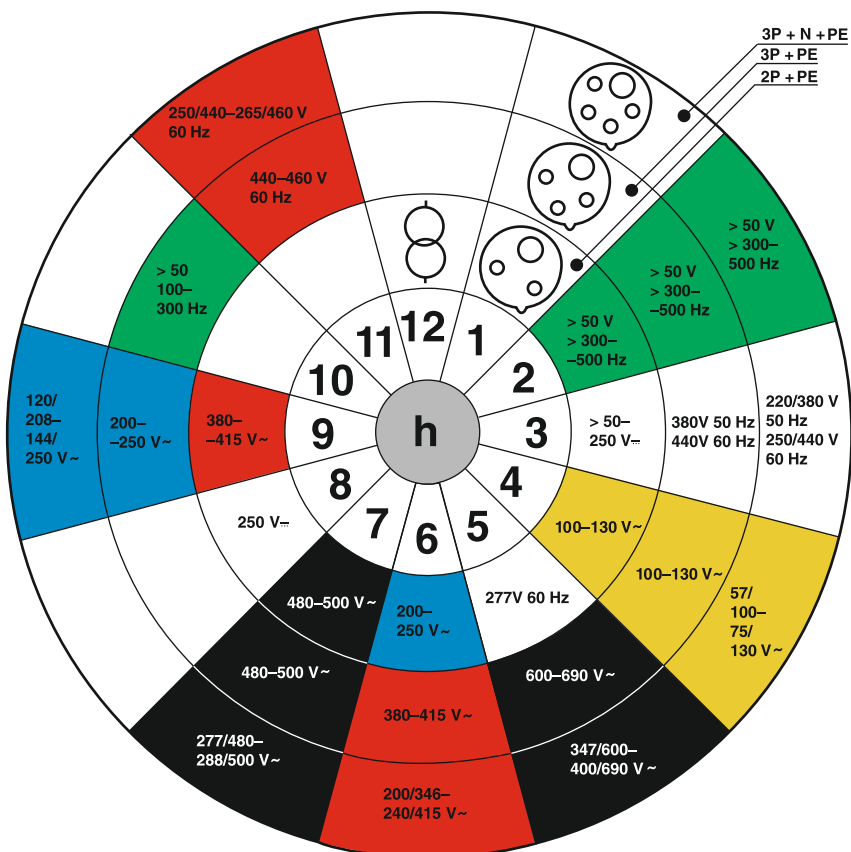 3P + N +PE
3P + PE
2P + PE
250/440–265/460 V
60 Hz
440–460 V
60 Hz
> 50
100–
300 Hz
> 50 V
> 300–
500 Hz
> 50 V
> 300–
–500 Hz
> 50 V
> 300–
–500 Hz
12
1
2
3
4
5
6
7
8
9
10
11
h
120/
208–
144/
250 V~
200–
–250 V~
380–
–415 V~
> 50–
250 V⎓
380V 50 Hz
440V 60 Hz
220/380 V
50 Hz
250/440 V
60 Hz
250 V⎓
100–130 V~
100–130 V~
57/
100–
75/
130 V~
480–500 V~
480–500 V~
277/480–
288/500 V~
200–
250 V~
380–415 V~
200/346–
240/415 V~
277V 60 Hz
600–690 V~
347/600–
400/690 V~